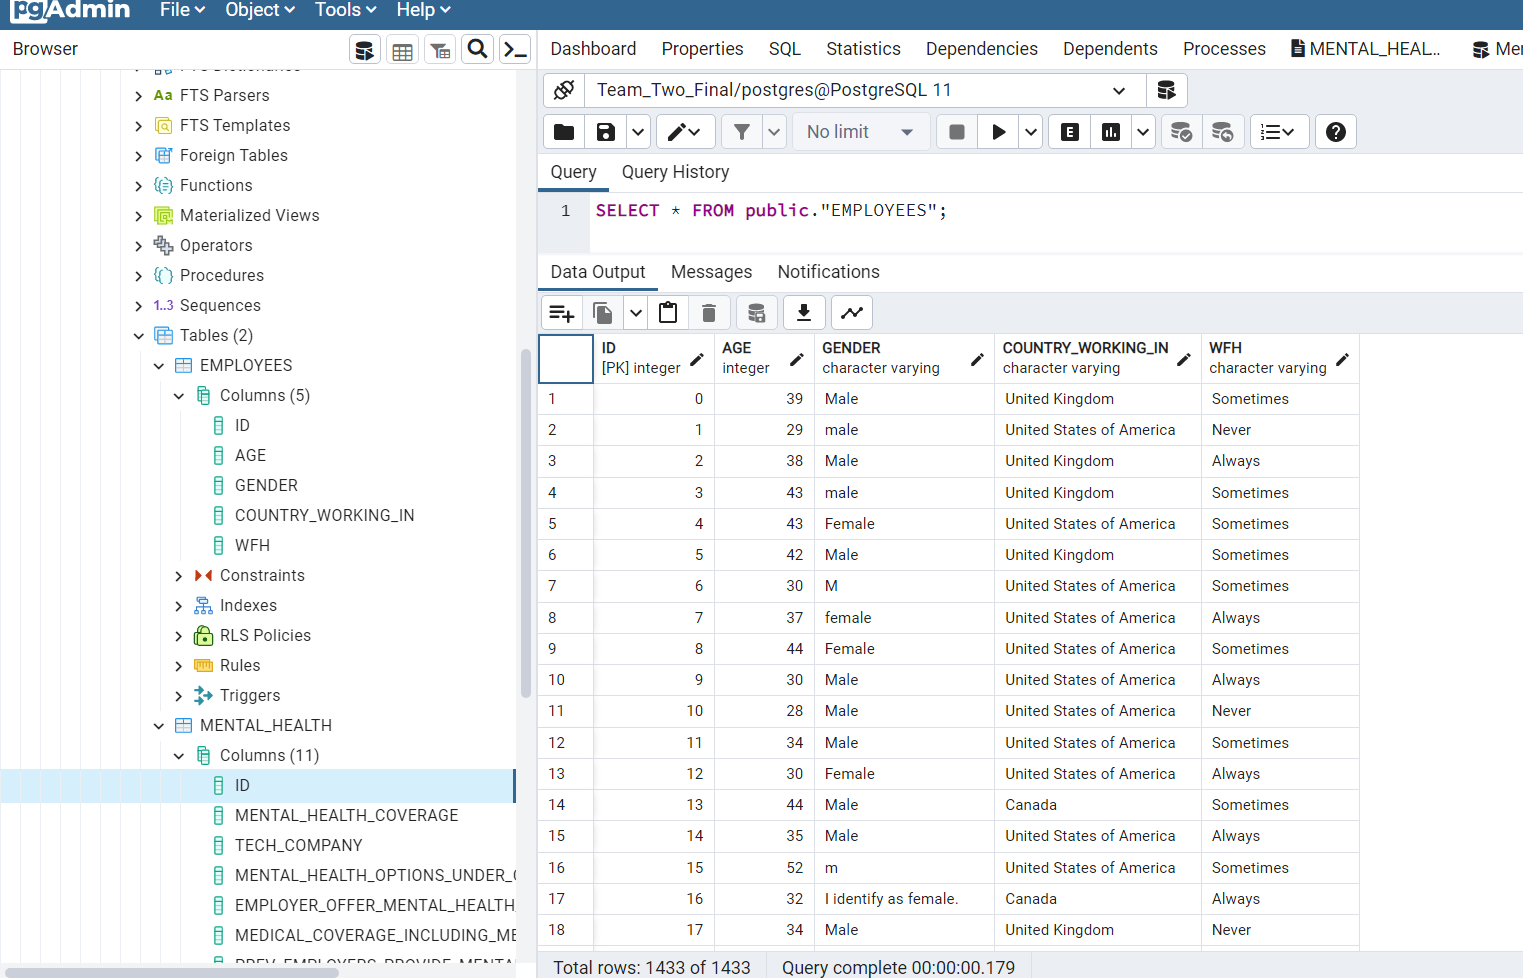 pgAdmin File Object Tools Help
Browser
Dashboard Properties SQL Statistics Dependencies Dependents Processes MENTAL_HEAL... Mer
FTS Dictionaries
Aa FTS Parsers
FTS Templates
Foreign Tables
Functions
Materialized Views
Operators
Procedures
1..3 Sequences
Tables (2)
EMPLOYEES
Columns (5)
ID
AGE
GENDER
COUNTRY_WORKING_IN
WFH
Constraints
Indexes
RLS Policies
Rules
Triggers
MENTAL_HEALTH
Columns (11)
ID
MENTAL_HEALTH_COVERAGE
TECH_COMPANY
MENTAL_HEALTH_OPTIONS_UNDER_
EMPLOYER_OFFER_MENTAL_HEALTH_
MEDICAL_COVERAGE_INCLUDING_ME
PREV_EMPLOYERS_PROVIDE_MENTA
Team_Two_Final/postgres@PostgreSQL 11
No limit E
Query Query History
1 SELECT * FROM public."EMPLOYEES";
Data Output Messages Notifications
ID AGE GENDER COUNTRY_WORKING_IN WFH
[PK] integer integer character varying character varying character varying
1 0 39 Male United Kingdom Sometimes
2 1 29 male United States of America Never
3 2 38 Male United Kingdom Always
4 3 43 male United Kingdom Sometimes
5 4 43 Female United States of America Sometimes
6 5 42 Male United Kingdom Sometimes
7 6 30 M United States of America Sometimes
8 7 37 female United States of America Always
9 8 44 Female United States of America Sometimes
10 9 30 Male United States of America Always
11 10 28 Male United States of America Never
12 11 34 Male United States of America Sometimes
13 12 30 Female United States of America Always
14 13 44 Male Canada Sometimes
15 14 35 Male United States of America Always
16 15 52 m United States of America Sometimes
17 16 32 I identify as female. Canada Always
18 17 34 Male United Kingdom Never
Total rows: 1433 of 1433 Query complete 00:00:00.179